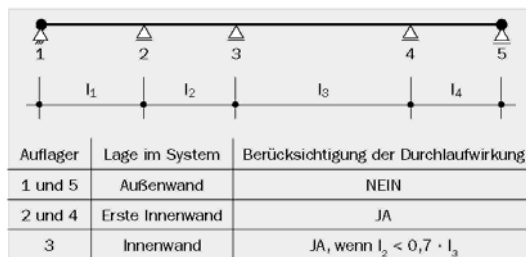 1 2 3 4 5
l₁ l₂ l₃ l₄
Auflager Lage im System Berücksichtigung der Durchlaufwirkung
1 und 5 Außenwand NEIN
2 und 4 Erste Innenwand JA
3 Innenwand JA, wenn l₂ < 0,7 · l₃